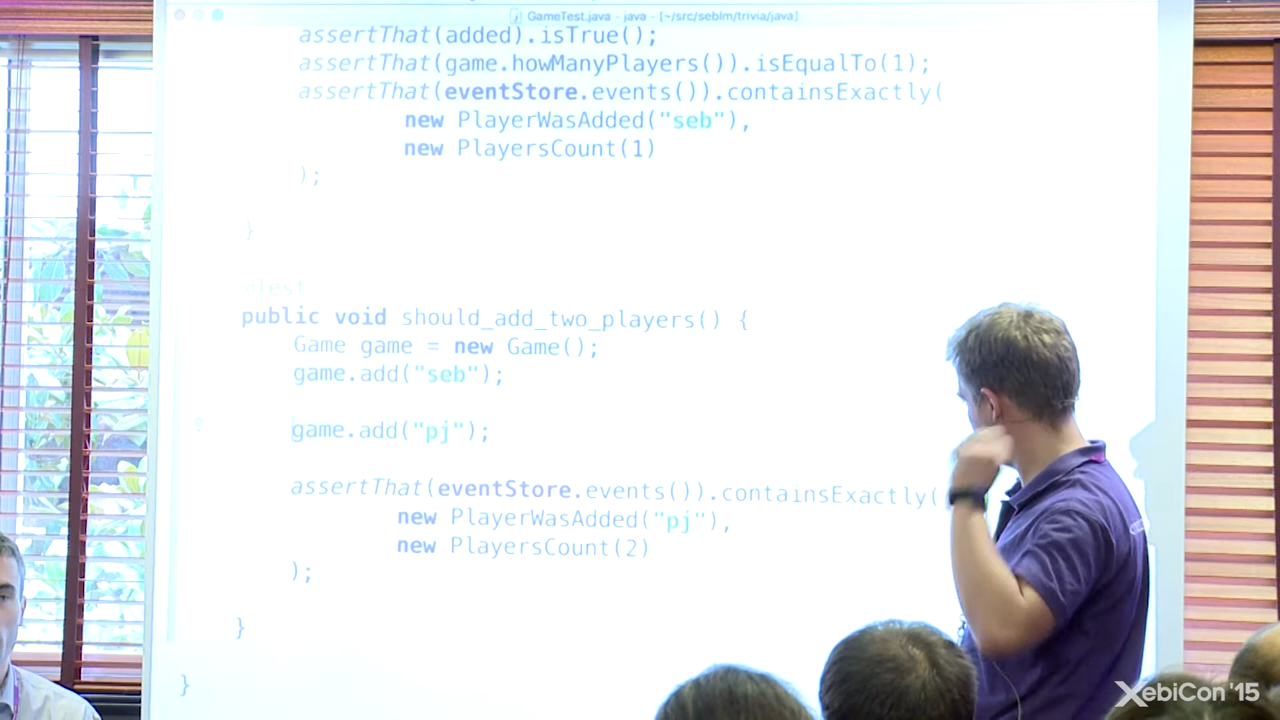 GameTest.java - java - [~/src/seblm/trivia/java]
assertThat(added).isTrue();
assertThat(game.howManyPlayers()).isEqualTo(1);
assertThat(eventStore.events()).containsExactly(
new PlayerWasAdded("seb"),
new PlayersCount(1)
);
}
@Test
public void should_add_two_players() {
Game game = new Game();
game.add("seb");
game.add("pj");
assertThat(eventStore.events()).containsExactly(
new PlayerWasAdded("pj"),
new PlayersCount(2)
);
}
}
XebiCon'15